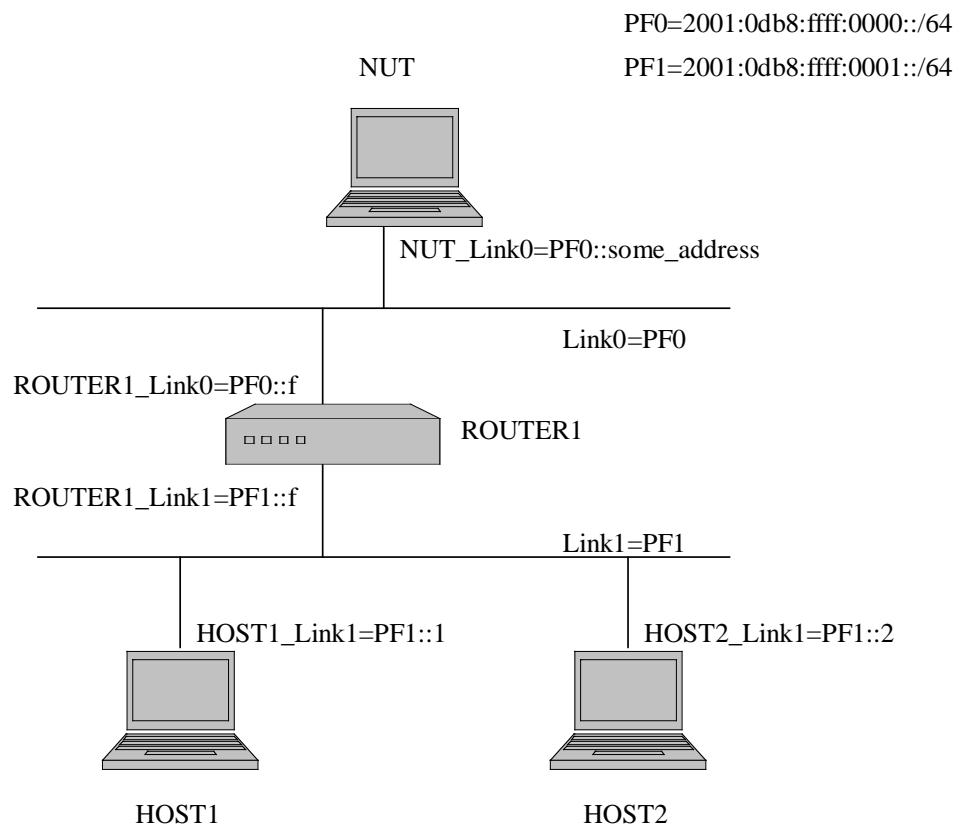 PF0=2001:0db8:ffff:0000::/64
NUT
PF1=2001:0db8:ffff:0001::/64
NUT_Link0=PF0::some_address
Link0=PF0
ROUTER1_Link0=PF0::f
ROUTER1
ROUTER1_Link1=PF1::f
Link1=PF1
HOST1_Link1=PF1::1
HOST2_Link1=PF1::2
HOST1
HOST2